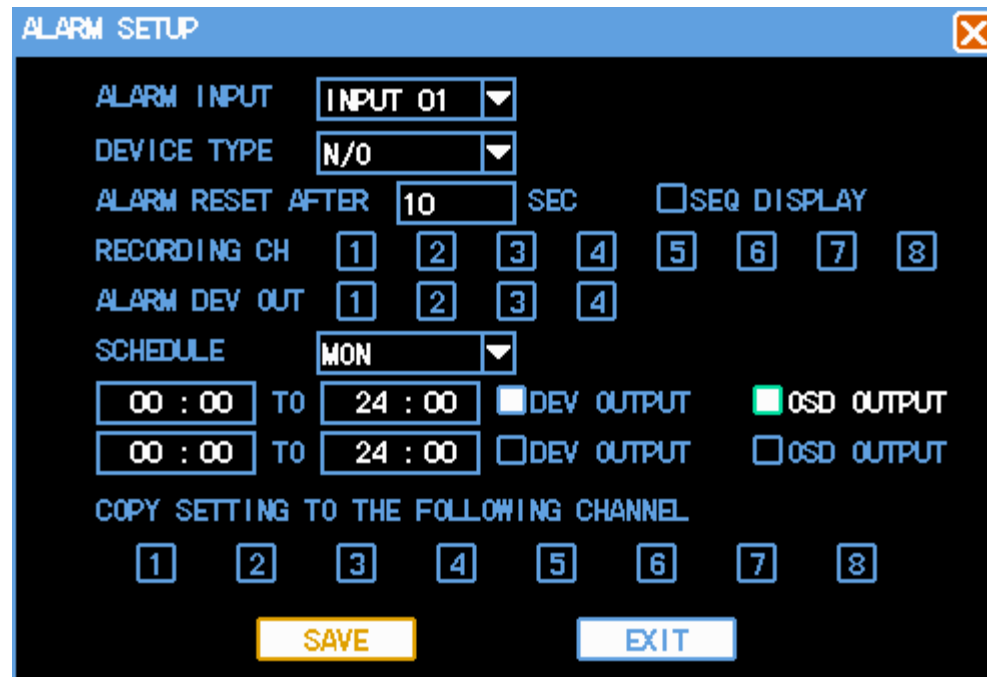 ALARM SETUP
ALARM INPUT INPUT 01
DEVICE TYPE N/O
ALARM RESET AFTER 10 SEC SEQ DISPLAY
RECORDING CH 1 2 3 4 5 6 7 8
ALARM DEV OUT 1 2 3 4
SCHEDULE MON
00 : 00 TO 24 : 00 DEV OUTPUT OSD OUTPUT
00 : 00 TO 24 : 00 DEV OUTPUT OSD OUTPUT
COPY SETTING TO THE FOLLOWING CHANNEL
1 2 3 4 5 6 7 8
SAVE EXIT